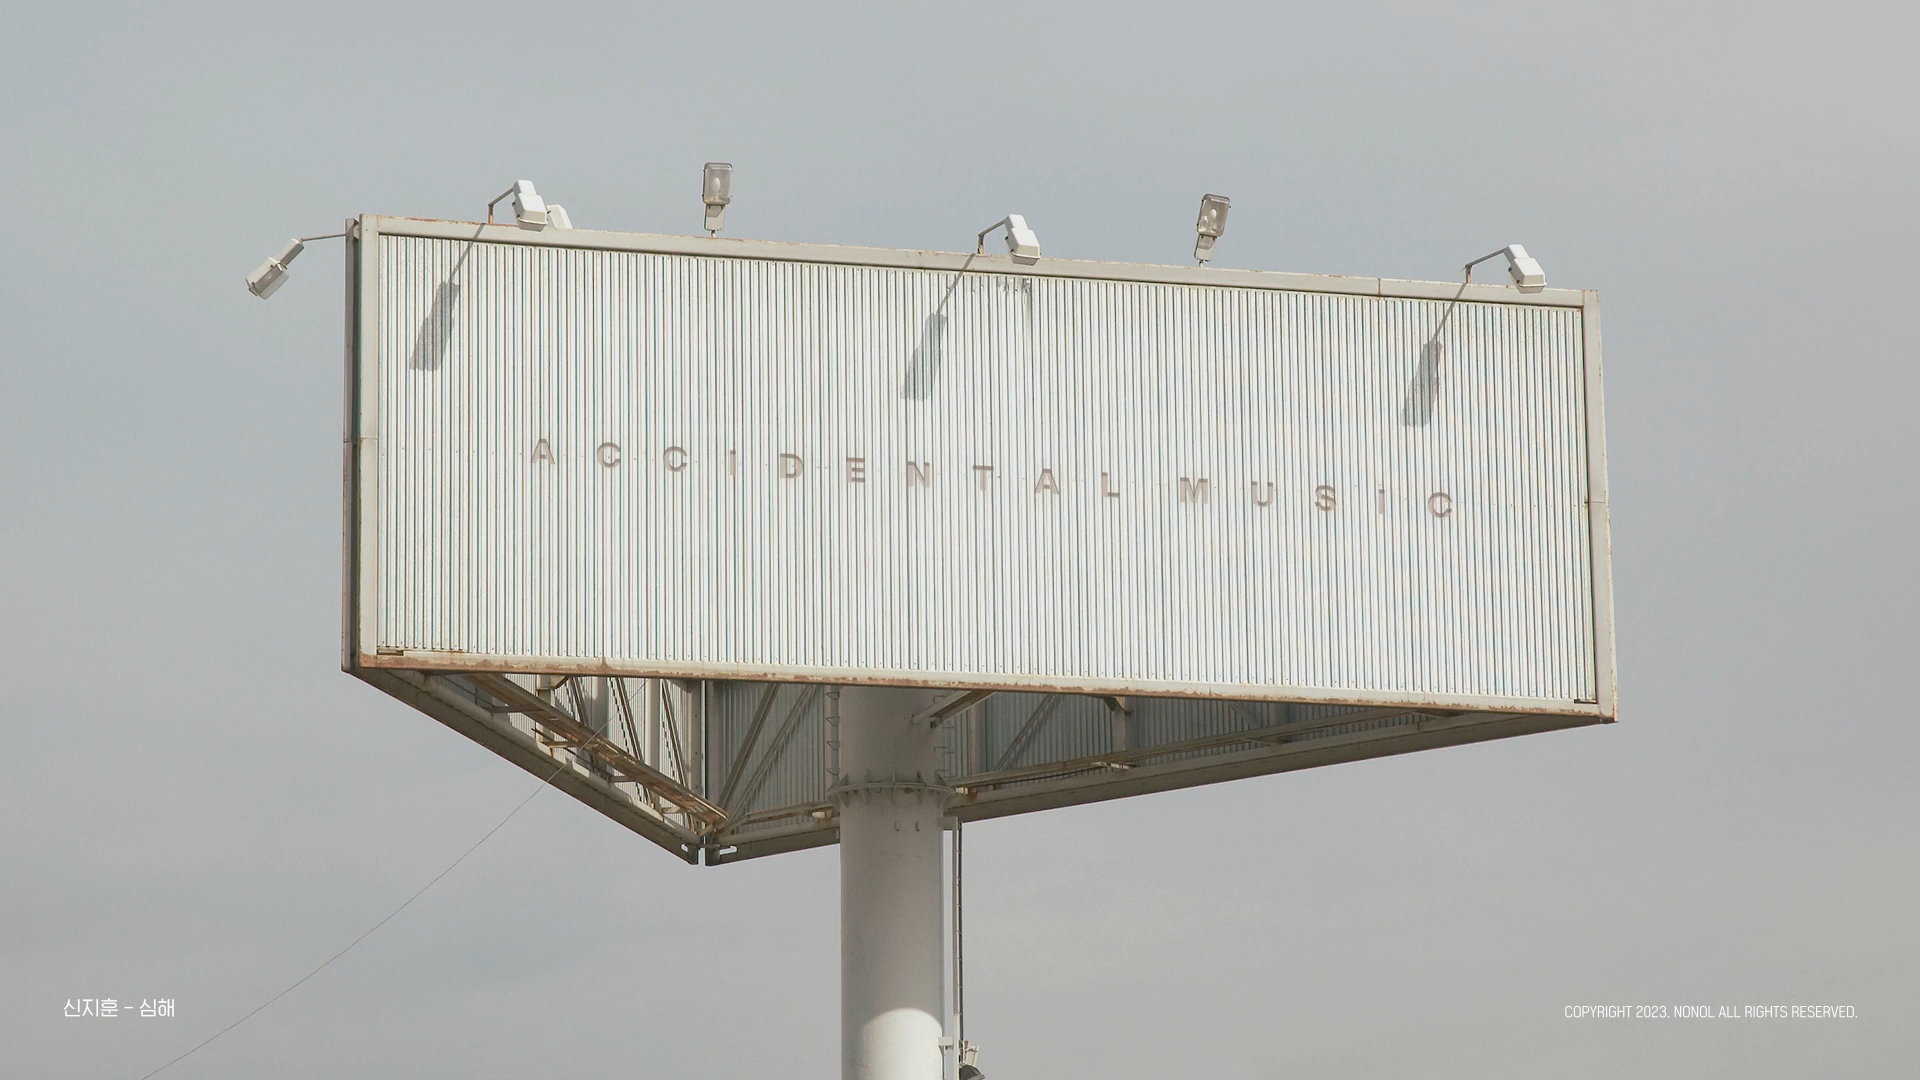 ACCIDENTAL MUSIC
신지훈 - 심해
COPYRIGHT 2023. NONOL ALL RIGHTS RESERVED.